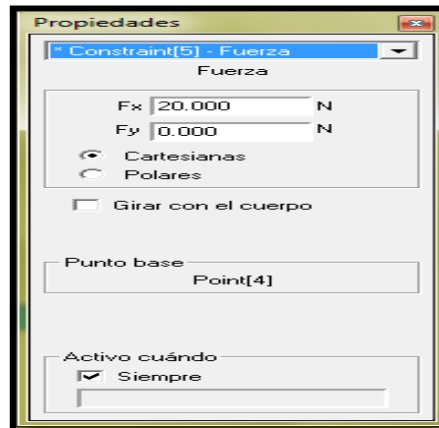 Propiedades
* Constraint[5] - Fuerza
Fuerza
Fx 20.000 N
Fy 0.000 N
Cartesianas
Polares
Girar con el cuerpo
Punto base
Point[4]
Activo cuándo
Siempre